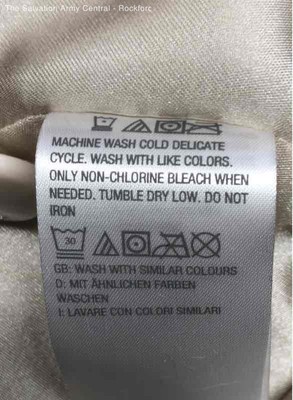 The Salvation Army Central - Rockford
MACHINE WASH COLD DELICATE
CYCLE. WASH WITH LIKE COLORS.
ONLY NON-CHLORINE BLEACH WHEN
NEEDED. TUMBLE DRY LOW. DO NOT
IRON
30
GB: WASH WITH SIMILAR COLOURS
D: MIT ÄHNLICHEN FARBEN
WASCHEN
I: LAVARE CON COLORI SIMILARI